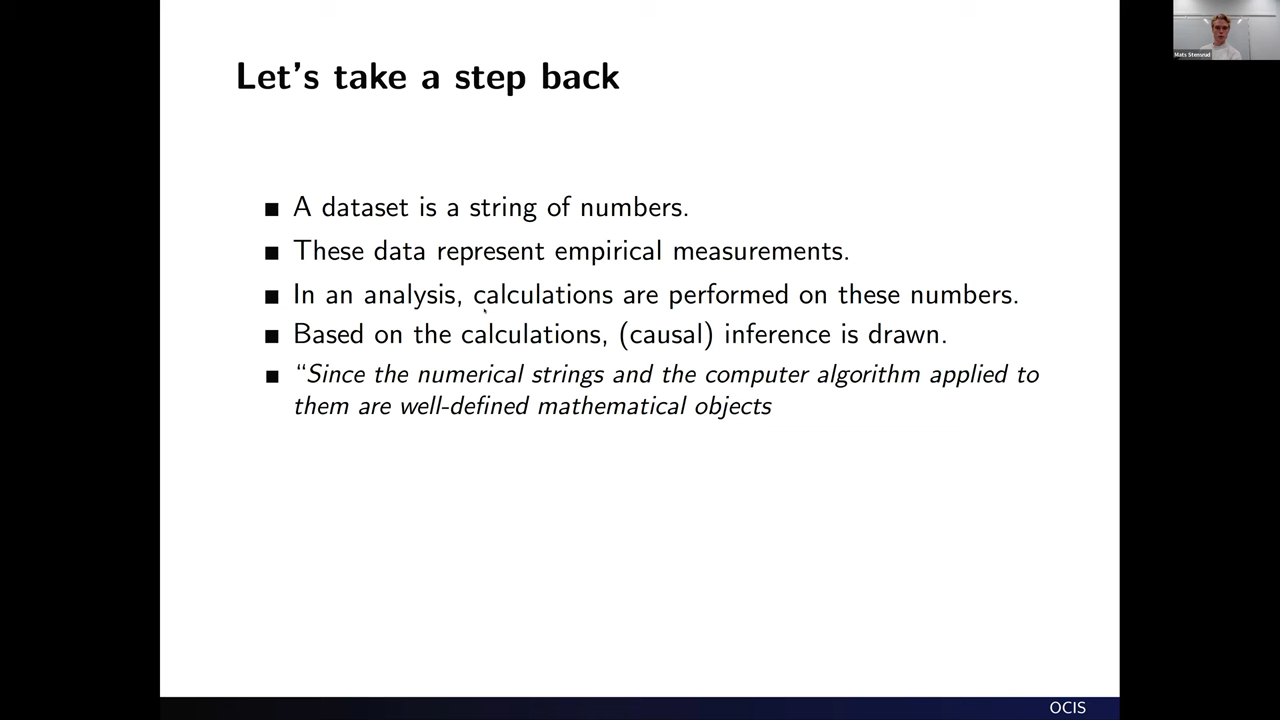 Let's take a step back
Mats Stensrud
■ A dataset is a string of numbers.
■ These data represent empirical measurements.
■ In an analysis, calculations are performed on these numbers.
■ Based on the calculations, (causal) inference is drawn.
■ “Since the numerical strings and the computer algorithm applied to
them are well-defined mathematical objects
OCIS